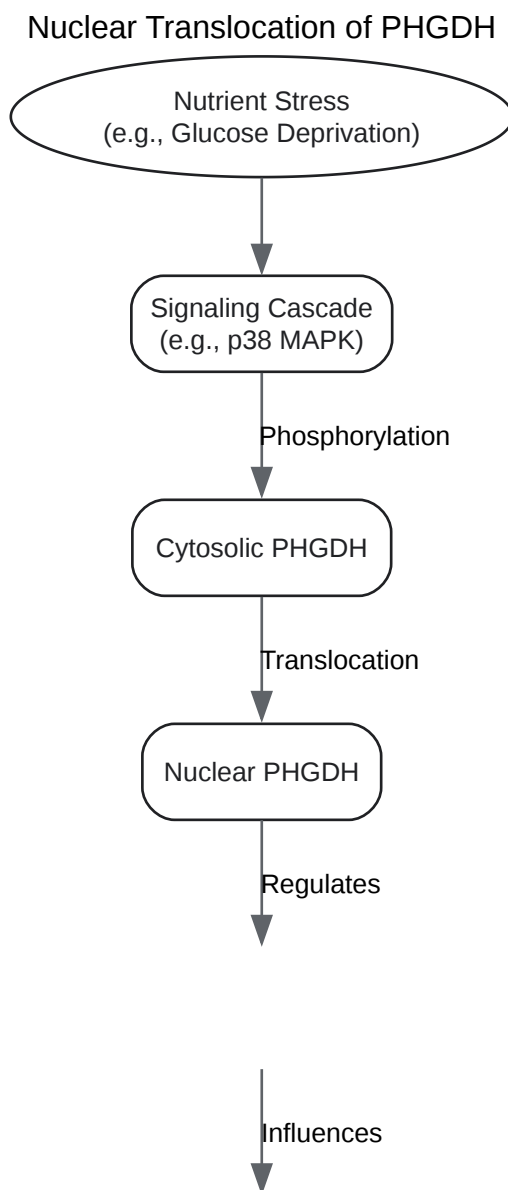 Nuclear Translocation of PHGDH
Nutrient Stress
(e.g., Glucose Deprivation)
Signaling Cascade
(e.g., p38 MAPK)
Phosphorylation
Cytosolic PHGDH
Translocation
Nuclear PHGDH
Regulates
Influences